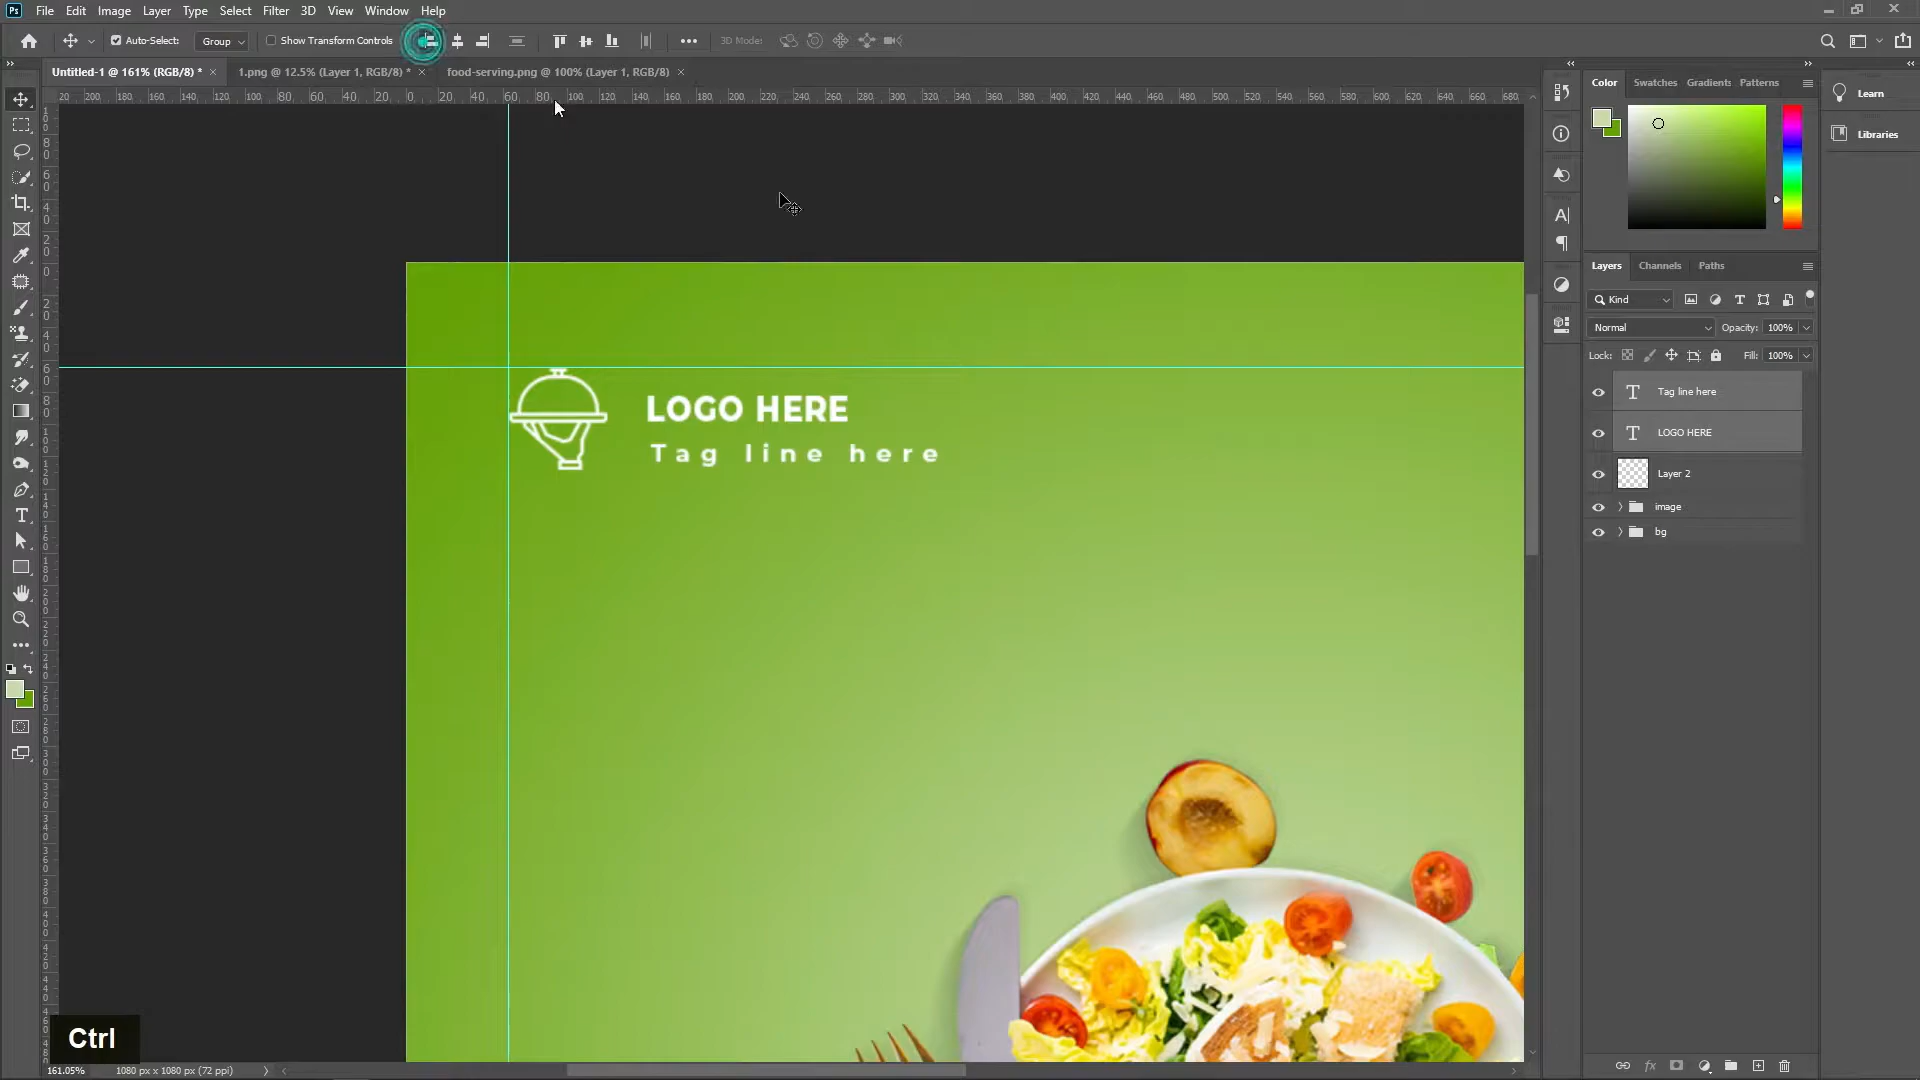 Ps File Edit Image Layer Type Select Filter 3D View Window Help
Auto-Select: Group Show Transform Controls 3D Mode:
Untitled-1 @ 161% (RGB/8) * 1.png @ 12.5% (Layer 1, RGB/8) * food-serving.png @ 100% (Layer 1, RGB/8)
Color Swatches Gradients Patterns
Learn
Libraries
Layers Channels Paths
Kind
Normal Opacity: 100%
Lock: Fill: 100%
Tag line here
LOGO HERE
Layer 2
image
bg
LOGO HERE
Tag line here
Ctrl
161.05% 1080 px x 1080 px (72 ppi)